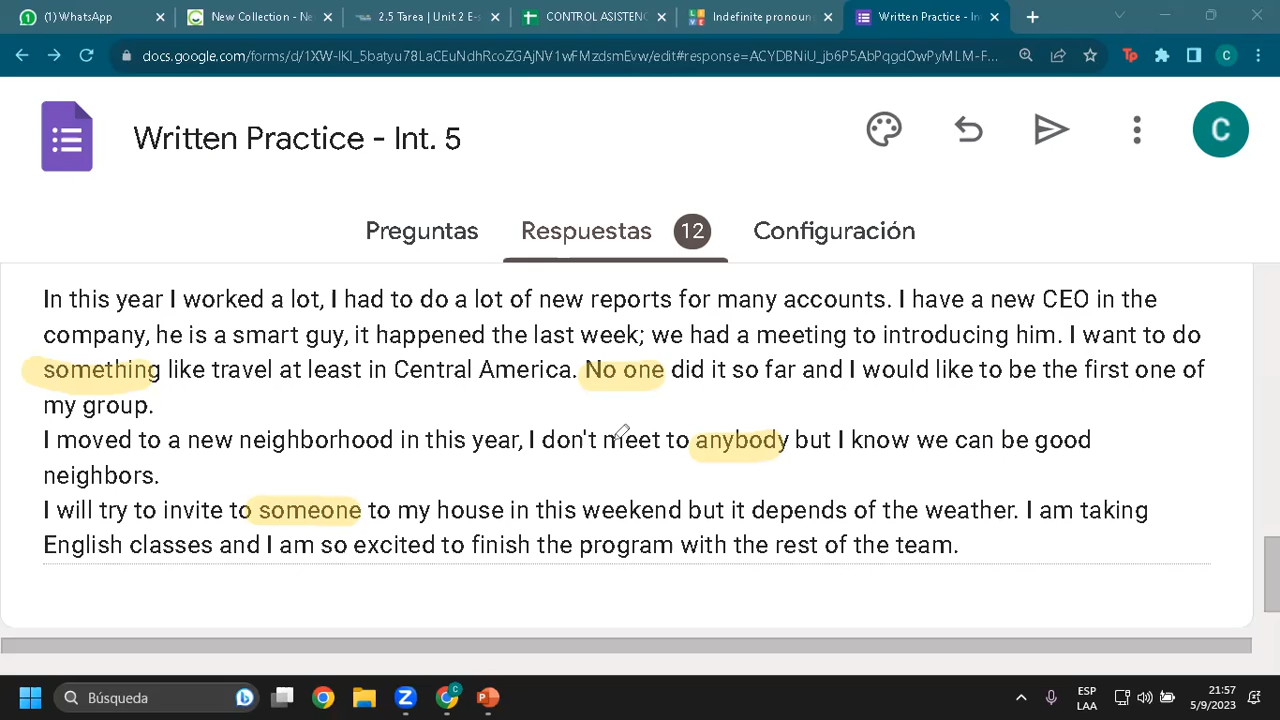 (1) WhatsApp
New Collection - Ne
2.5 Tarea | Unit 2 E-s
CONTROL ASISTENC
Indefinite pronoun
Written Practice - In
docs.google.com/forms/d/1XW-IKI_5batyu78LaCEuNdhRcoZGAjNV1wFMzdsmEvw/edit#response=ACYDBNiU_jb6P5AbPqgdOwPyMLM-F...
C
Written Practice - Int. 5
C
Preguntas Respuestas 12 Configuración
In this year I worked a lot, I had to do a lot of new reports for many accounts. I have a new CEO in the
company, he is a smart guy, it happened the last week; we had a meeting to introducing him. I want to do
something like travel at least in Central America. No one did it so far and I would like to be the first one of
my group.
I moved to a new neighborhood in this year, I don't meet to anybody but I know we can be good
neighbors.
I will try to invite to someone to my house in this weekend but it depends of the weather. I am taking
English classes and I am so excited to finish the program with the rest of the team.
Búsqueda
ESP
LAA
21:57
5/9/2023